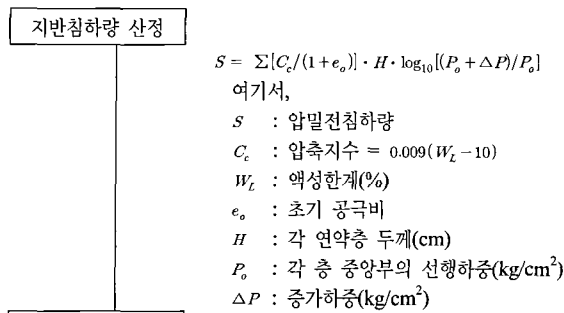 지반침하량 산정
S = Σ[C_c/(1+e_o)]·H·log₁₀[(P_o+ΔP)/P_o]
여기서,
S : 압밀전침하량
C_c : 압축지수 = 0.009(W_L-10)
W_L : 액성한계(%)
e_o : 초기 공극비
H : 각 연약층 두께(cm)
P_o : 각 층 중앙부의 선행하중(kg/cm²)
ΔP : 증가하중(kg/cm²)